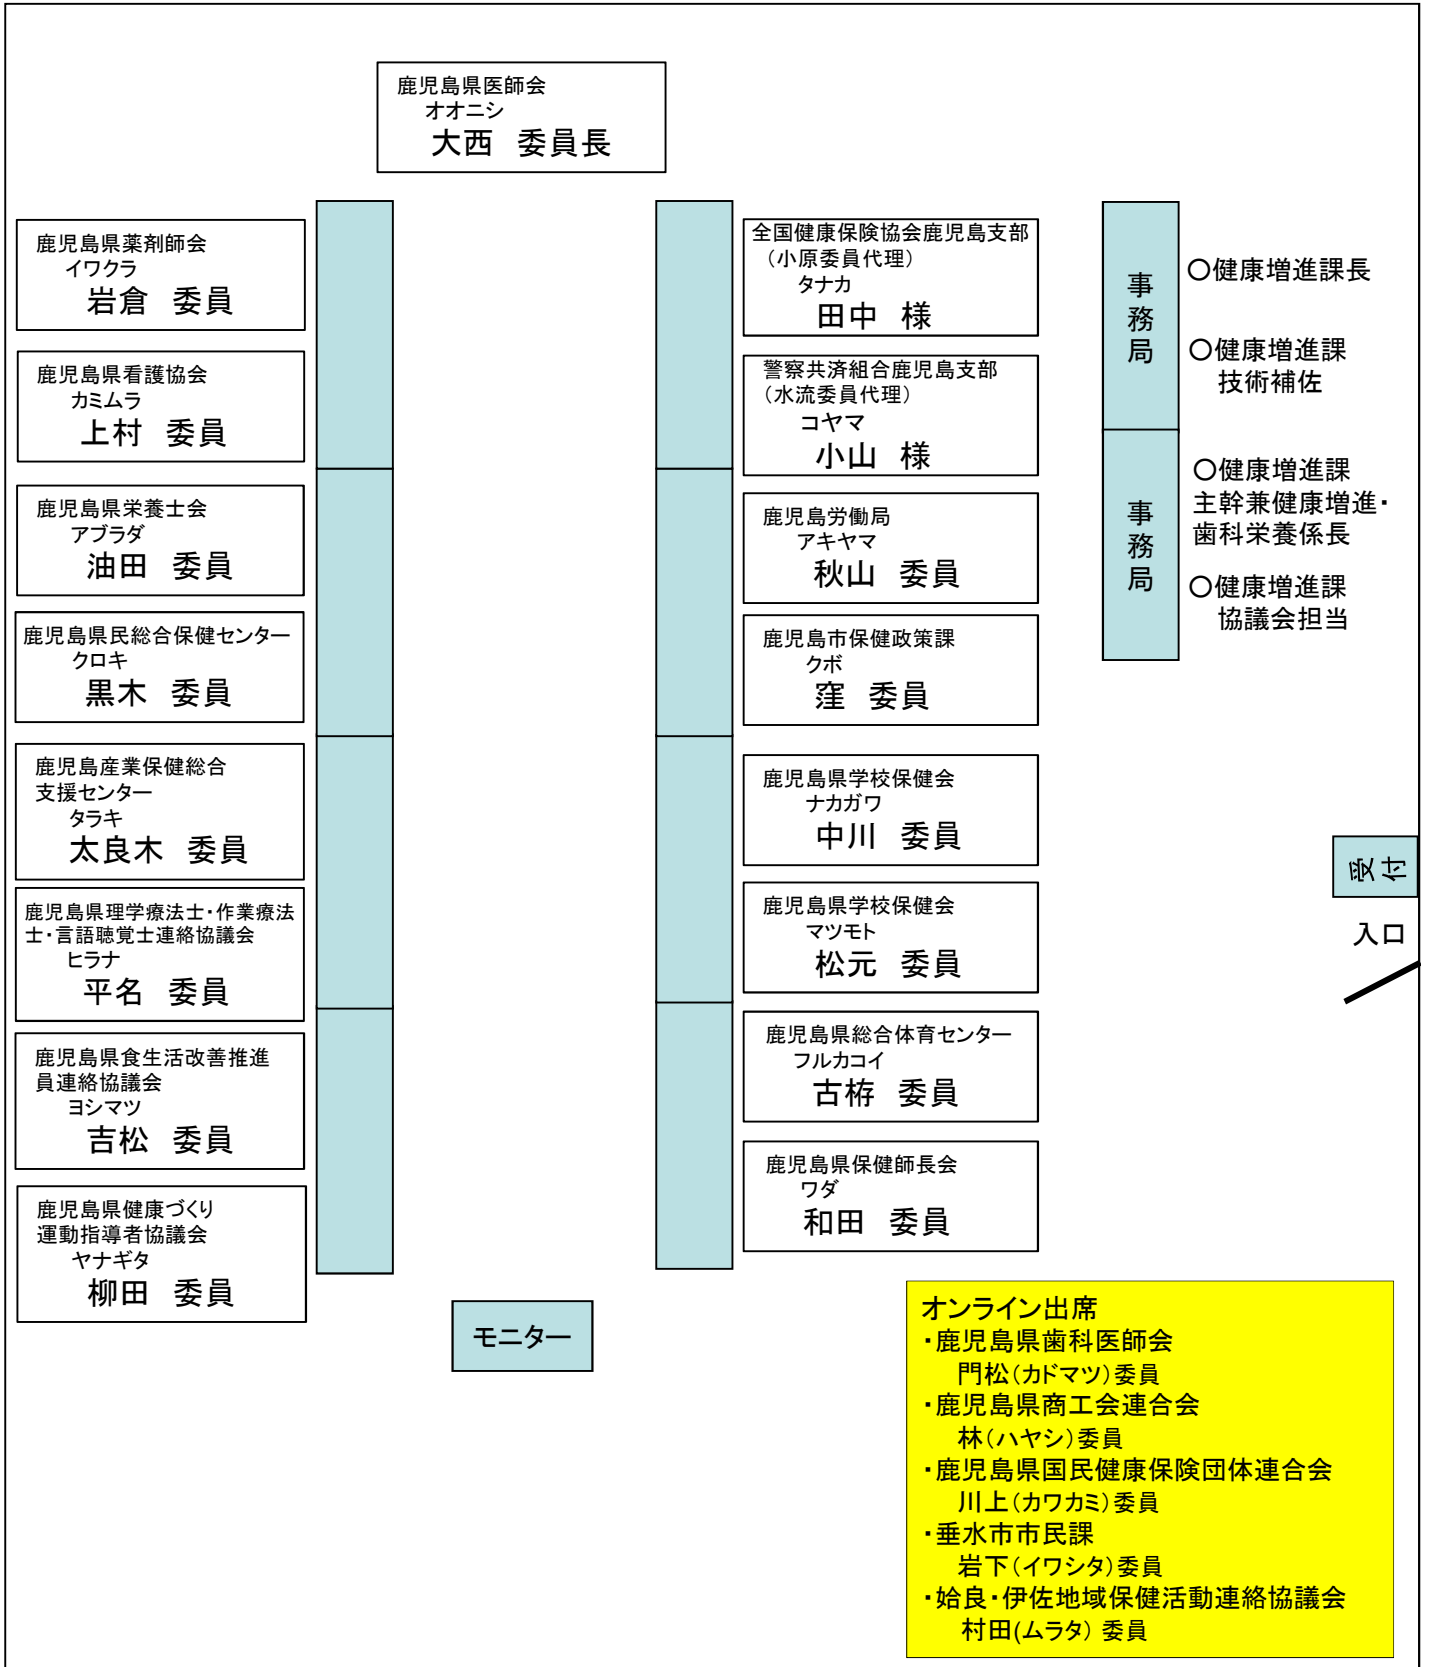 鹿児島県医師会
オオニシ
大西　委員長
鹿児島県薬剤師会
イワクラ
岩倉　委員
鹿児島県看護協会
カミムラ
上村　委員
鹿児島県栄養士会
アブラダ
油田　委員
鹿児島県民総合保健センター
クロキ
黒木　委員
鹿児島産業保健総合
支援センター
タラキ
太良木　委員
鹿児島県理学療法士・作業療法
士・言語聴覚士連絡協議会
ヒラナ
平名　委員
鹿児島県食生活改善推進
員連絡協議会
ヨシマツ
吉松　委員
鹿児島県健康づくり
運動指導者協議会
ヤナギタ
柳田　委員
全国健康保険協会鹿児島支部
（小原委員代理）
タナカ
田中　様
警察共済組合鹿児島支部
（水流委員代理）
コヤマ
小山　様
鹿児島労働局
アキヤマ
秋山　委員
鹿児島市保健政策課
クボ
窪　委員
鹿児島県学校保健会
ナカガワ
中川　委員
鹿児島県学校保健会
マツモト
松元　委員
鹿児島県総合体育センター
フルカコイ
古栫　委員
鹿児島県保健師長会
ワダ
和田　委員
事務局
〇健康増進課長
〇健康増進課
技術補佐
事務局
〇健康増進課
主幹兼健康増進・
歯科栄養係長
〇健康増進課
協議会担当
受付
入口
モニター
オンライン出席
・鹿児島県歯科医師会
門松（カドマツ）委員
・鹿児島県商工会連合会
林（ハヤシ）委員
・鹿児島県国民健康保険団体連合会
川上（カワカミ）委員
・垂水市市民課
岩下（イワシタ）委員
・姶良・伊佐地域保健活動連絡協議会
村田(ムラタ） 委員